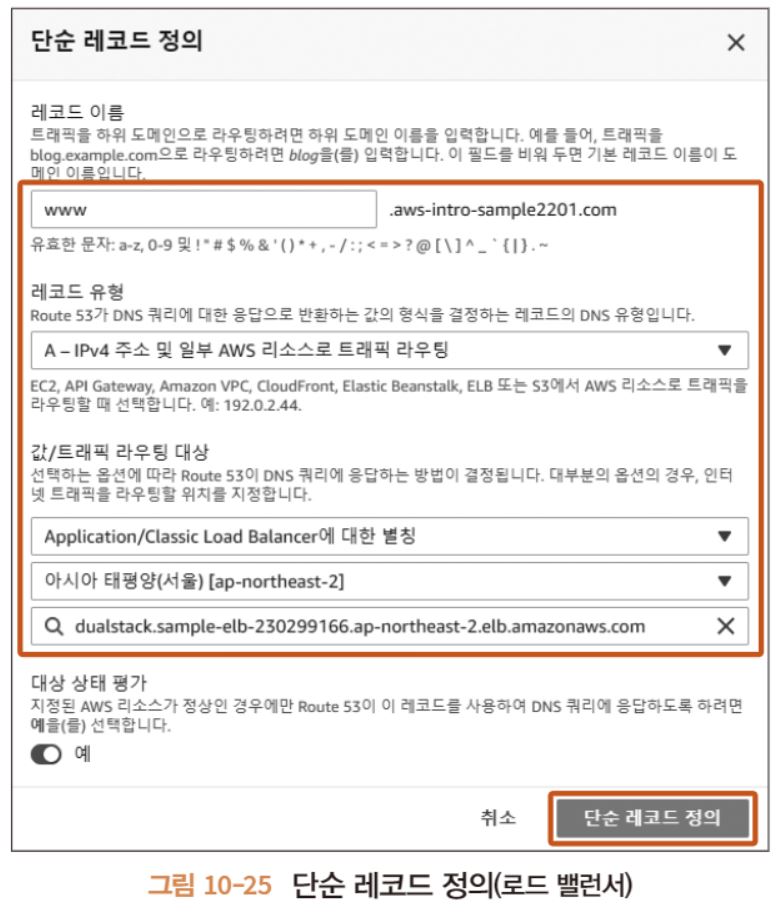 단순 레코드 정의
레코드 이름
트래픽을 하위 도메인으로 라우팅하려면 하위 도메인 이름을 입력합니다. 예를 들어, 트래픽을
blog.example.com으로 라우팅하려면 blog을(를) 입력합니다. 이 필드를 비워 두면 기본 레코드 이름이 도
메인 이름입니다.
www .aws-intro-sample2201.com
유효한 문자: a-z, 0-9 및 ! " # $ % & ' ( ) * + , - / : ; < = > ? @ [ \ ] ^ _ ` { | } . ~
레코드 유형
Route 53가 DNS 쿼리에 대한 응답으로 반환하는 값의 형식을 결정하는 레코드의 DNS 유형입니다.
A – IPv4 주소 및 일부 AWS 리소스로 트래픽 라우팅
EC2, API Gateway, Amazon VPC, CloudFront, Elastic Beanstalk, ELB 또는 S3에서 AWS 리소스로 트래픽을
라우팅할 때 선택합니다. 예: 192.0.2.44.
값/트래픽 라우팅 대상
선택하는 옵션에 따라 Route 53이 DNS 쿼리에 응답하는 방법이 결정됩니다. 대부분의 옵션의 경우, 인터
넷 트래픽을 라우팅할 위치를 지정합니다.
Application/Classic Load Balancer에 대한 별칭
아시아 태평양(서울) [ap-northeast-2]
dualstack.sample-elb-230299166.ap-northeast-2.elb.amazonaws.com
대상 상태 평가
지정된 AWS 리소스가 정상인 경우에만 Route 53이 이 레코드를 사용하여 DNS 쿼리에 응답하도록 하려면
예을(를) 선택합니다.
예
취소 단순 레코드 정의
그림 10-25 단순 레코드 정의(로드 밸런서)